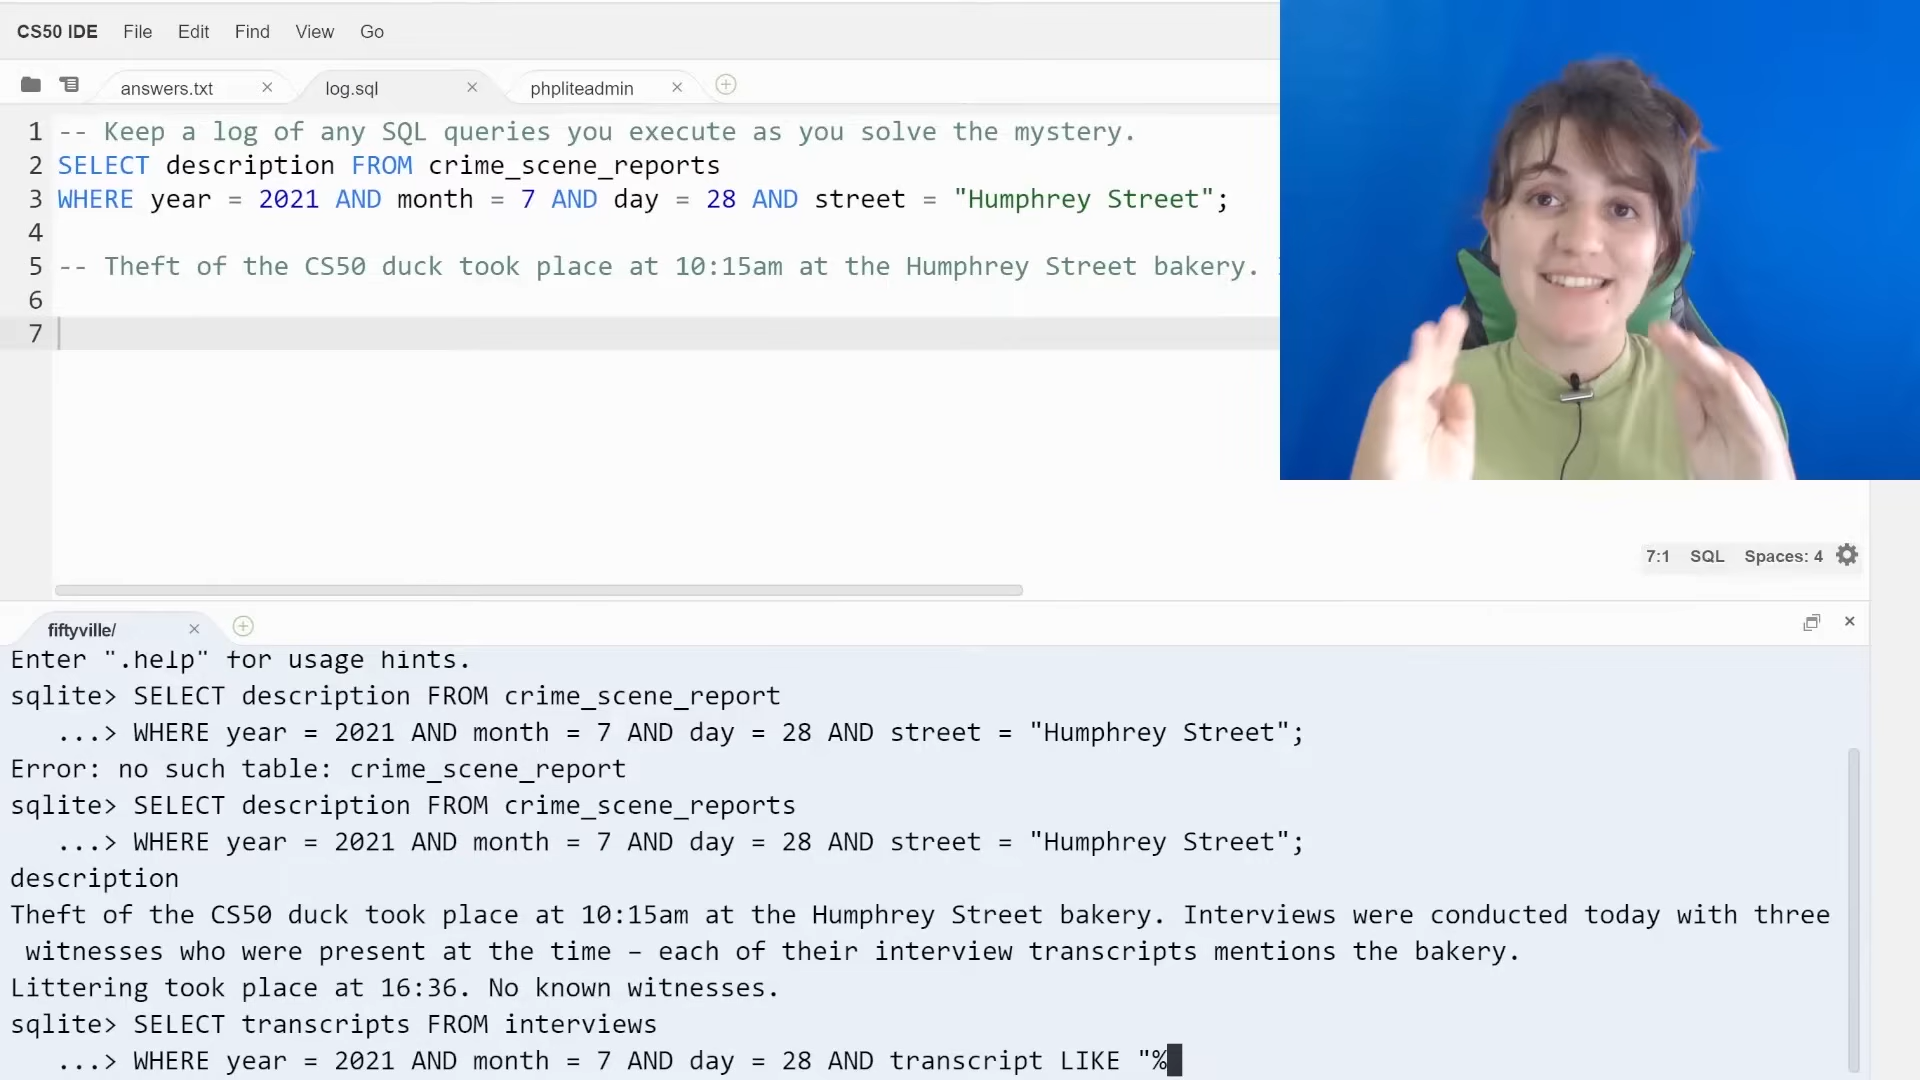 CS50 IDE File Edit Find View Go
answers.txt × log.sql × phpliteadmin ×
1 -- Keep a log of any SQL queries you execute as you solve the mystery.
2 SELECT description FROM crime_scene_reports
3 WHERE year = 2021 AND month = 7 AND day = 28 AND street = "Humphrey Street";
4
5 -- Theft of the CS50 duck took place at 10:15am at the Humphrey Street bakery.
6
7
7:1 SQL Spaces: 4
fiftyville/ ×
Enter ".help" for usage hints.
sqlite> SELECT description FROM crime_scene_report
...> WHERE year = 2021 AND month = 7 AND day = 28 AND street = "Humphrey Street";
Error: no such table: crime_scene_report
sqlite> SELECT description FROM crime_scene_reports
...> WHERE year = 2021 AND month = 7 AND day = 28 AND street = "Humphrey Street";
description
Theft of the CS50 duck took place at 10:15am at the Humphrey Street bakery. Interviews were conducted today with three
witnesses who were present at the time – each of their interview transcripts mentions the bakery.
Littering took place at 16:36. No known witnesses.
sqlite> SELECT transcripts FROM interviews
...> WHERE year = 2021 AND month = 7 AND day = 28 AND transcript LIKE "%